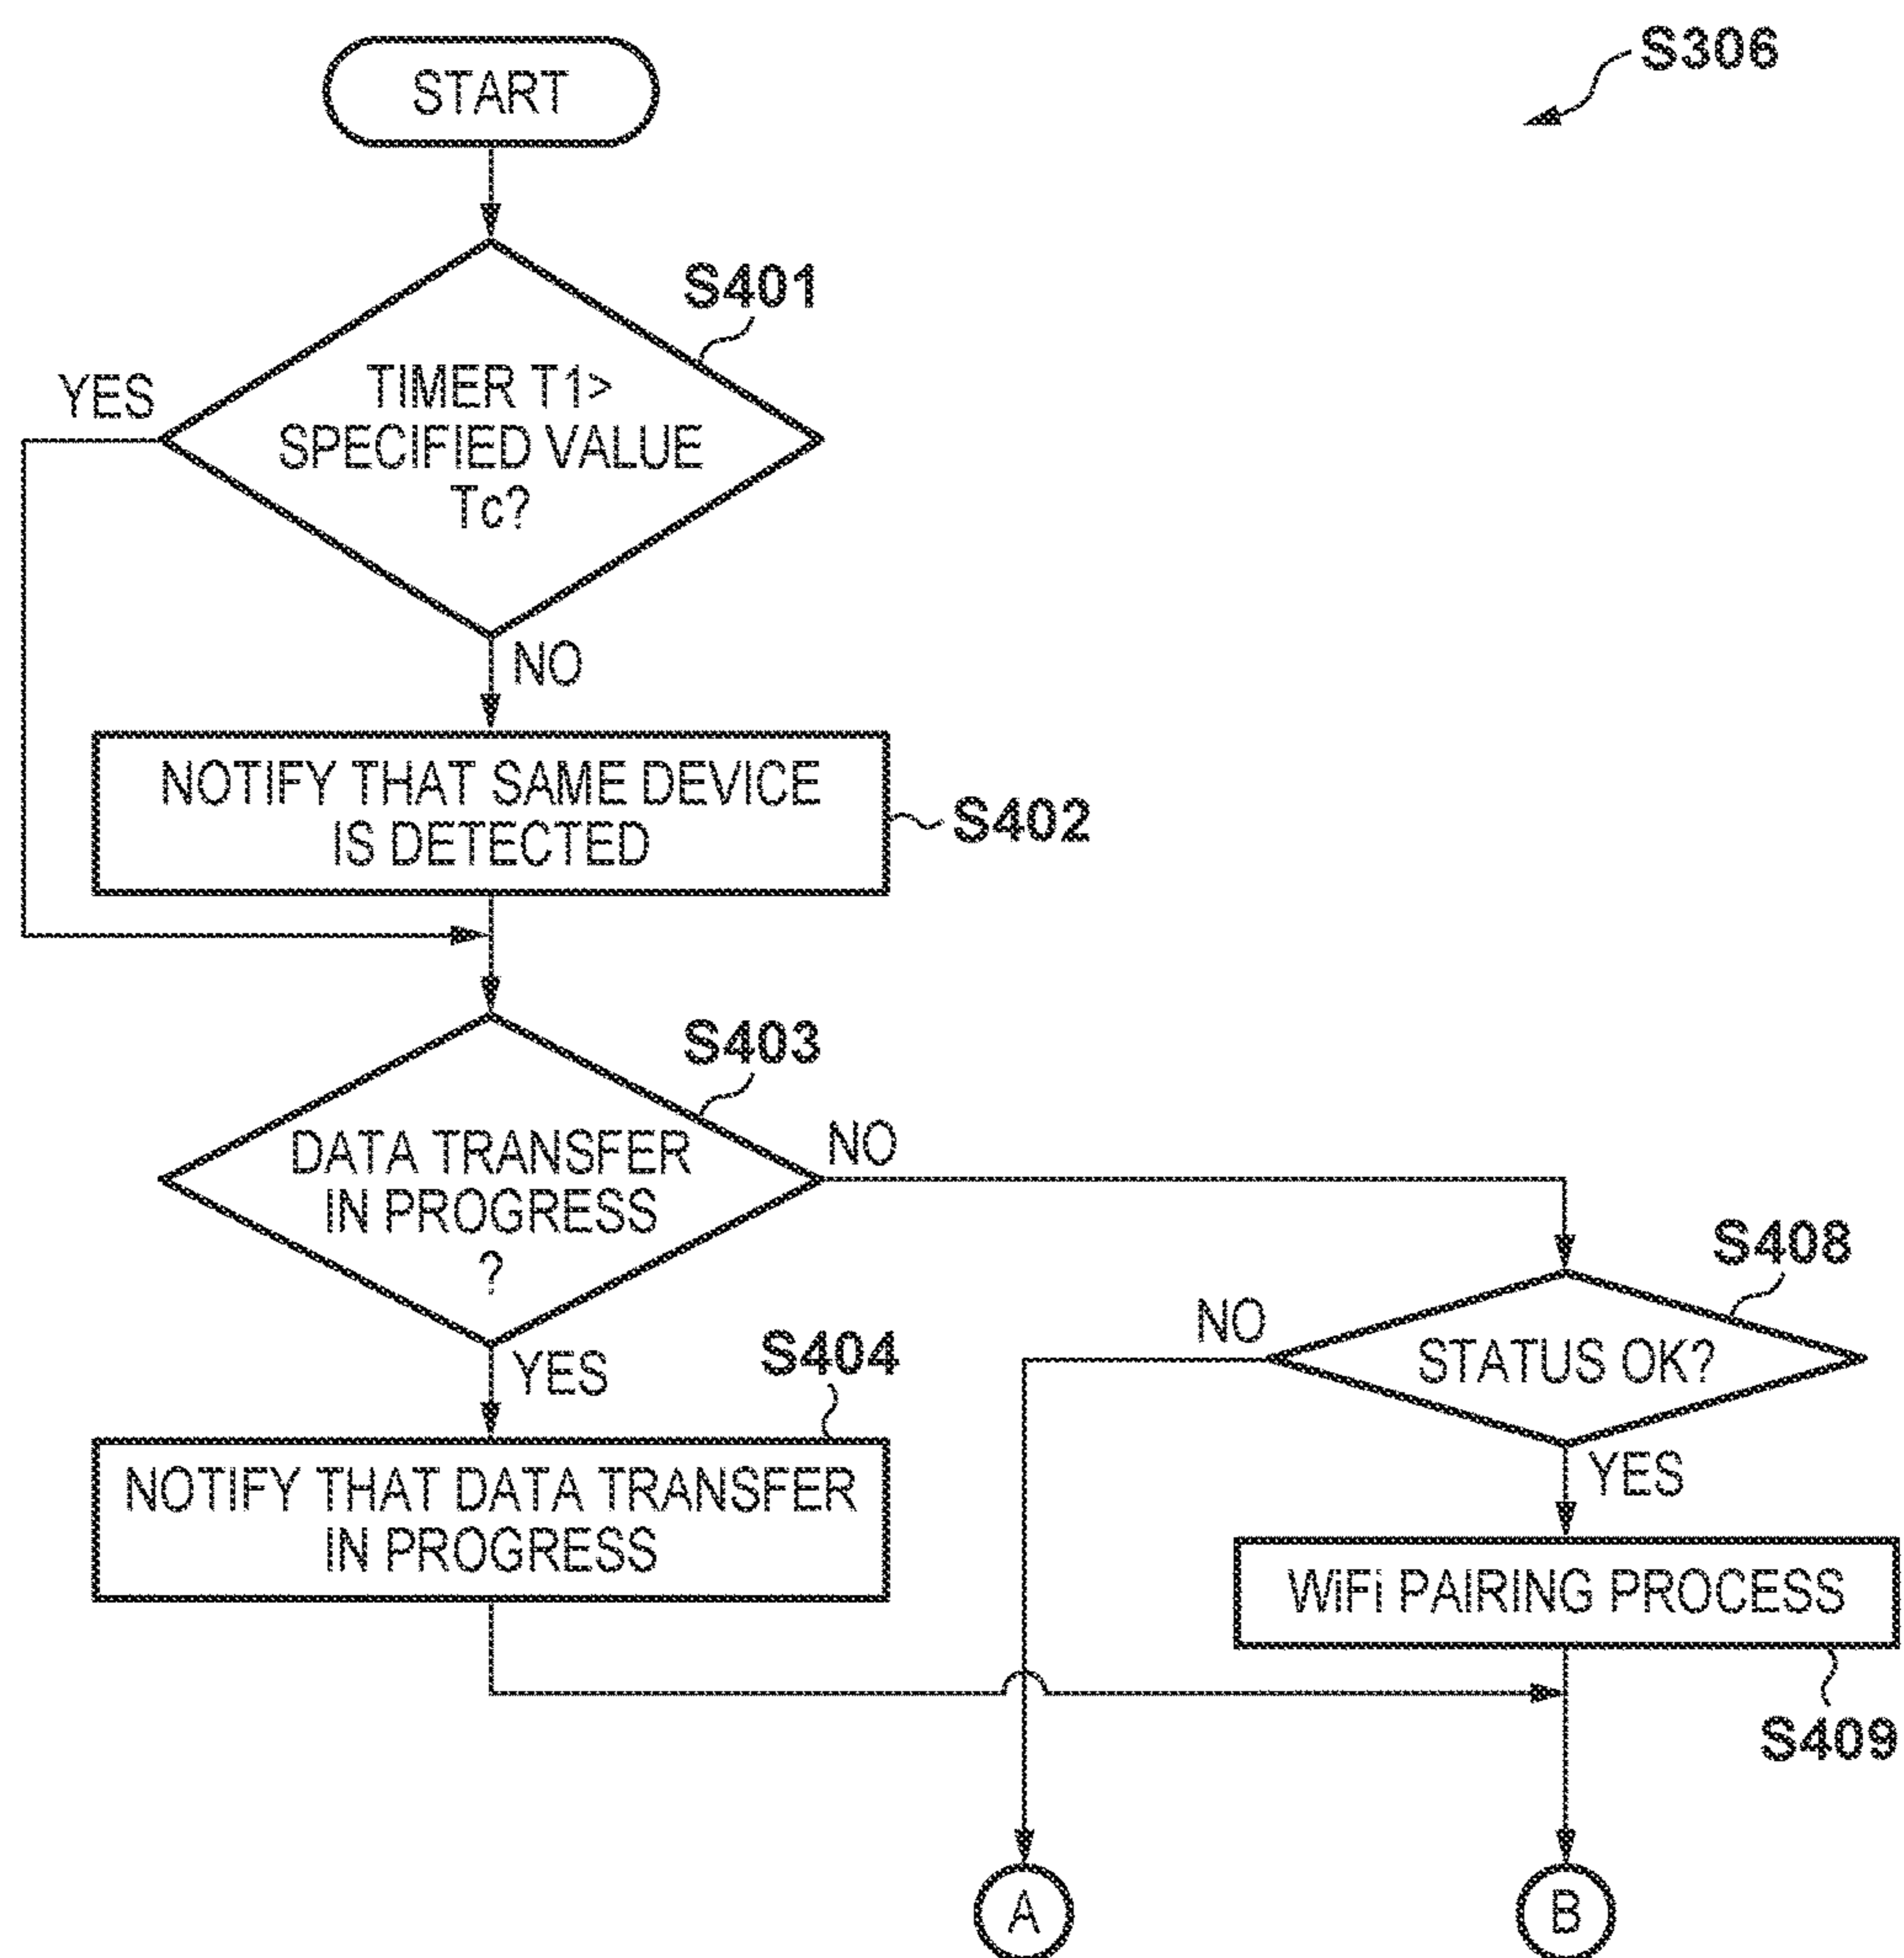 S306
START
S401
YES
TIMER T1>
SPECIFIED VALUE
Tc?
NO
NOTIFY THAT SAME DEVICE
IS DETECTED
S402
S403
DATA TRANSFER
IN PROGRESS
?
NO
YES
S404
NOTIFY THAT DATA TRANSFER
IN PROGRESS
S408
NO
STATUS OK?
YES
WiFi PAIRING PROCESS
S409
A
B